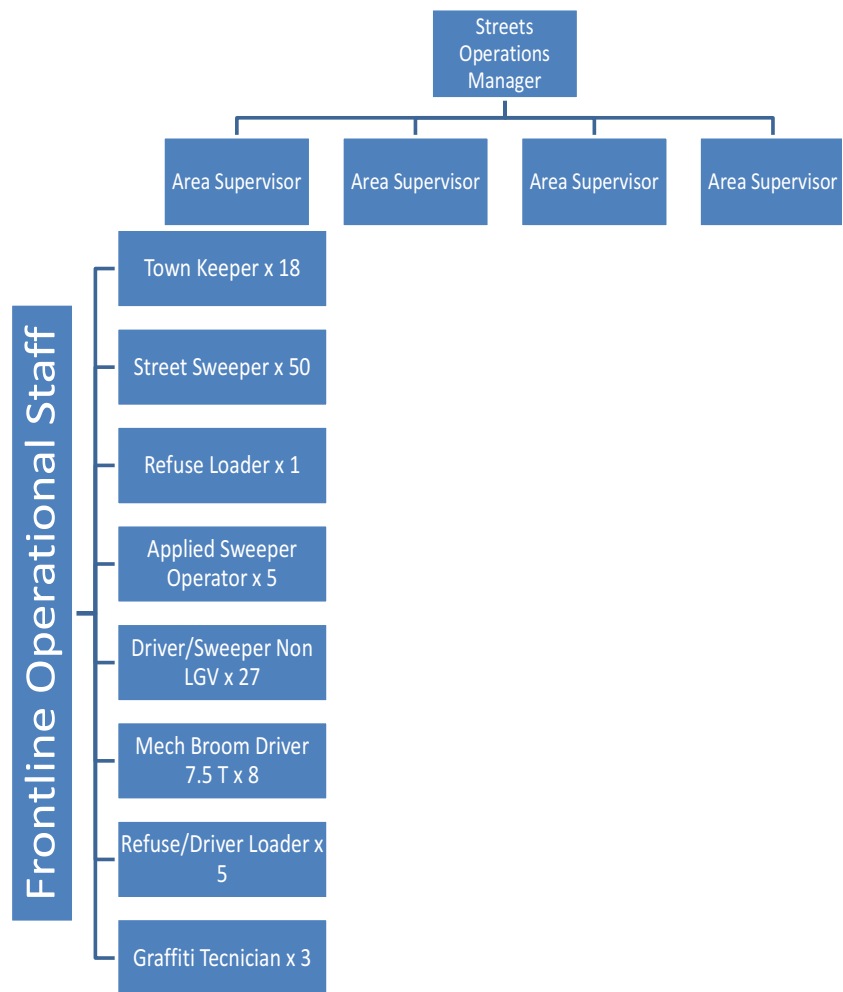 Streets
Operations
Manager
Area Supervisor
Area Supervisor
Area Supervisor
Area Supervisor
Frontline Operational Staff
Town Keeper x 18
Street Sweeper x 50
Refuse Loader x 1
Applied Sweeper
Operator x 5
Driver/Sweeper Non
LGV x 27
Mech Broom Driver
7.5 T x 8
Refuse/Driver Loader x
5
Graffiti Tecnician x 3